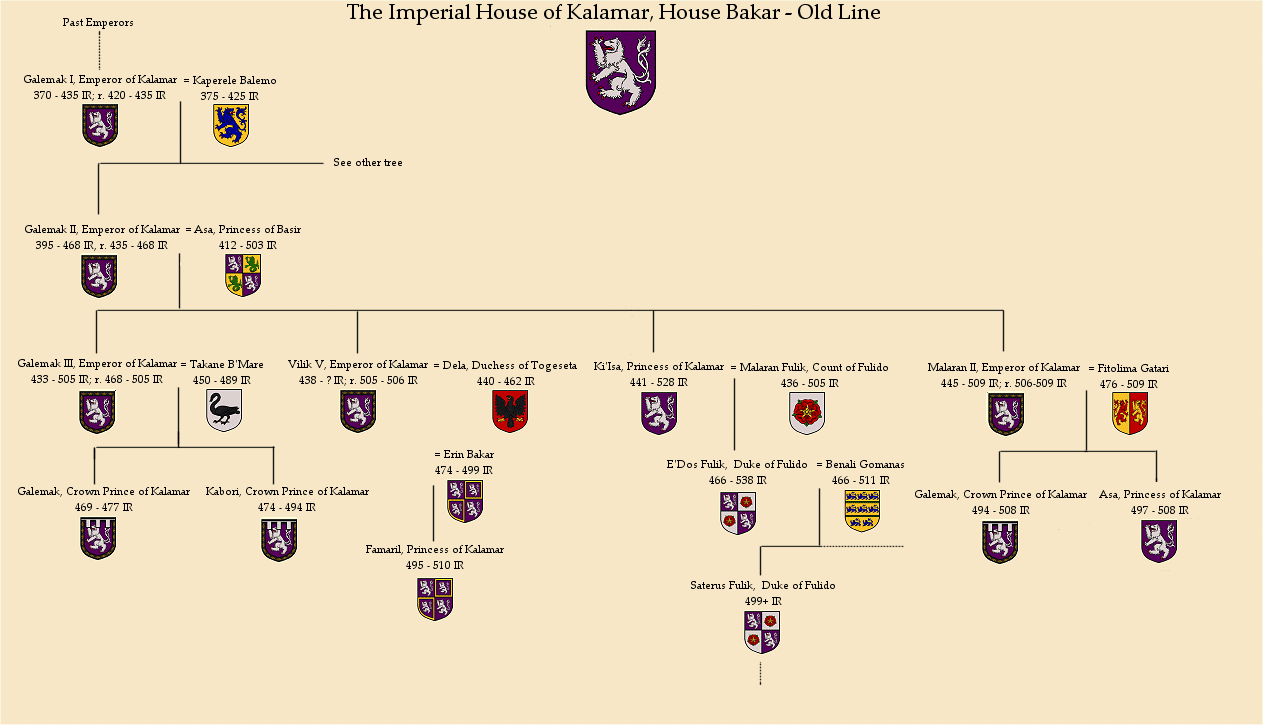 The Imperial House of Kalamar, House Bakar - Old Line
Past Emperors
Galemak I, Emperor of Kalamar = Kaperele Balemo
370 - 435 IR; r. 420 - 435 IR 375 - 425 IR
See other tree
Galemak II, Emperor of Kalamar = Asa, Princess of Basir
395 - 468 IR, r. 435 - 468 IR 412 - 503 IR
Galemak III, Emperor of Kalamar = Takane B'Mare
433 - 505 IR; r. 468 - 505 IR 450 - 489 IR
Vilik V, Emperor of Kalamar = Dela, Duchess of Togeseta
438 - ? IR; r. 505 - 506 IR 440 - 462 IR
Ki'Isa, Princess of Kalamar = Malaran Fulik, Count of Fulido
441 - 528 IR 436 - 505 IR
Malaran II, Emperor of Kalamar = Fitolima Gatari
445 - 509 IR; r. 506-509 IR 476 - 509 IR
= Erin Bakar
474 - 499 IR
E'Dos Fulik, Duke of Fulido = Benali Gomanas
466 - 538 IR 466 - 511 IR
Galemak, Crown Prince of Kalamar
469 - 477 IR
Kabori, Crown Prince of Kalamar
474 - 494 IR
Galemak, Crown Prince of Kalamar
494 - 508 IR
Asa, Princess of Kalamar
497 - 508 IR
Famaril, Princess of Kalamar
495 - 510 IR
Saterus Fulik, Duke of Fulido
499+ IR